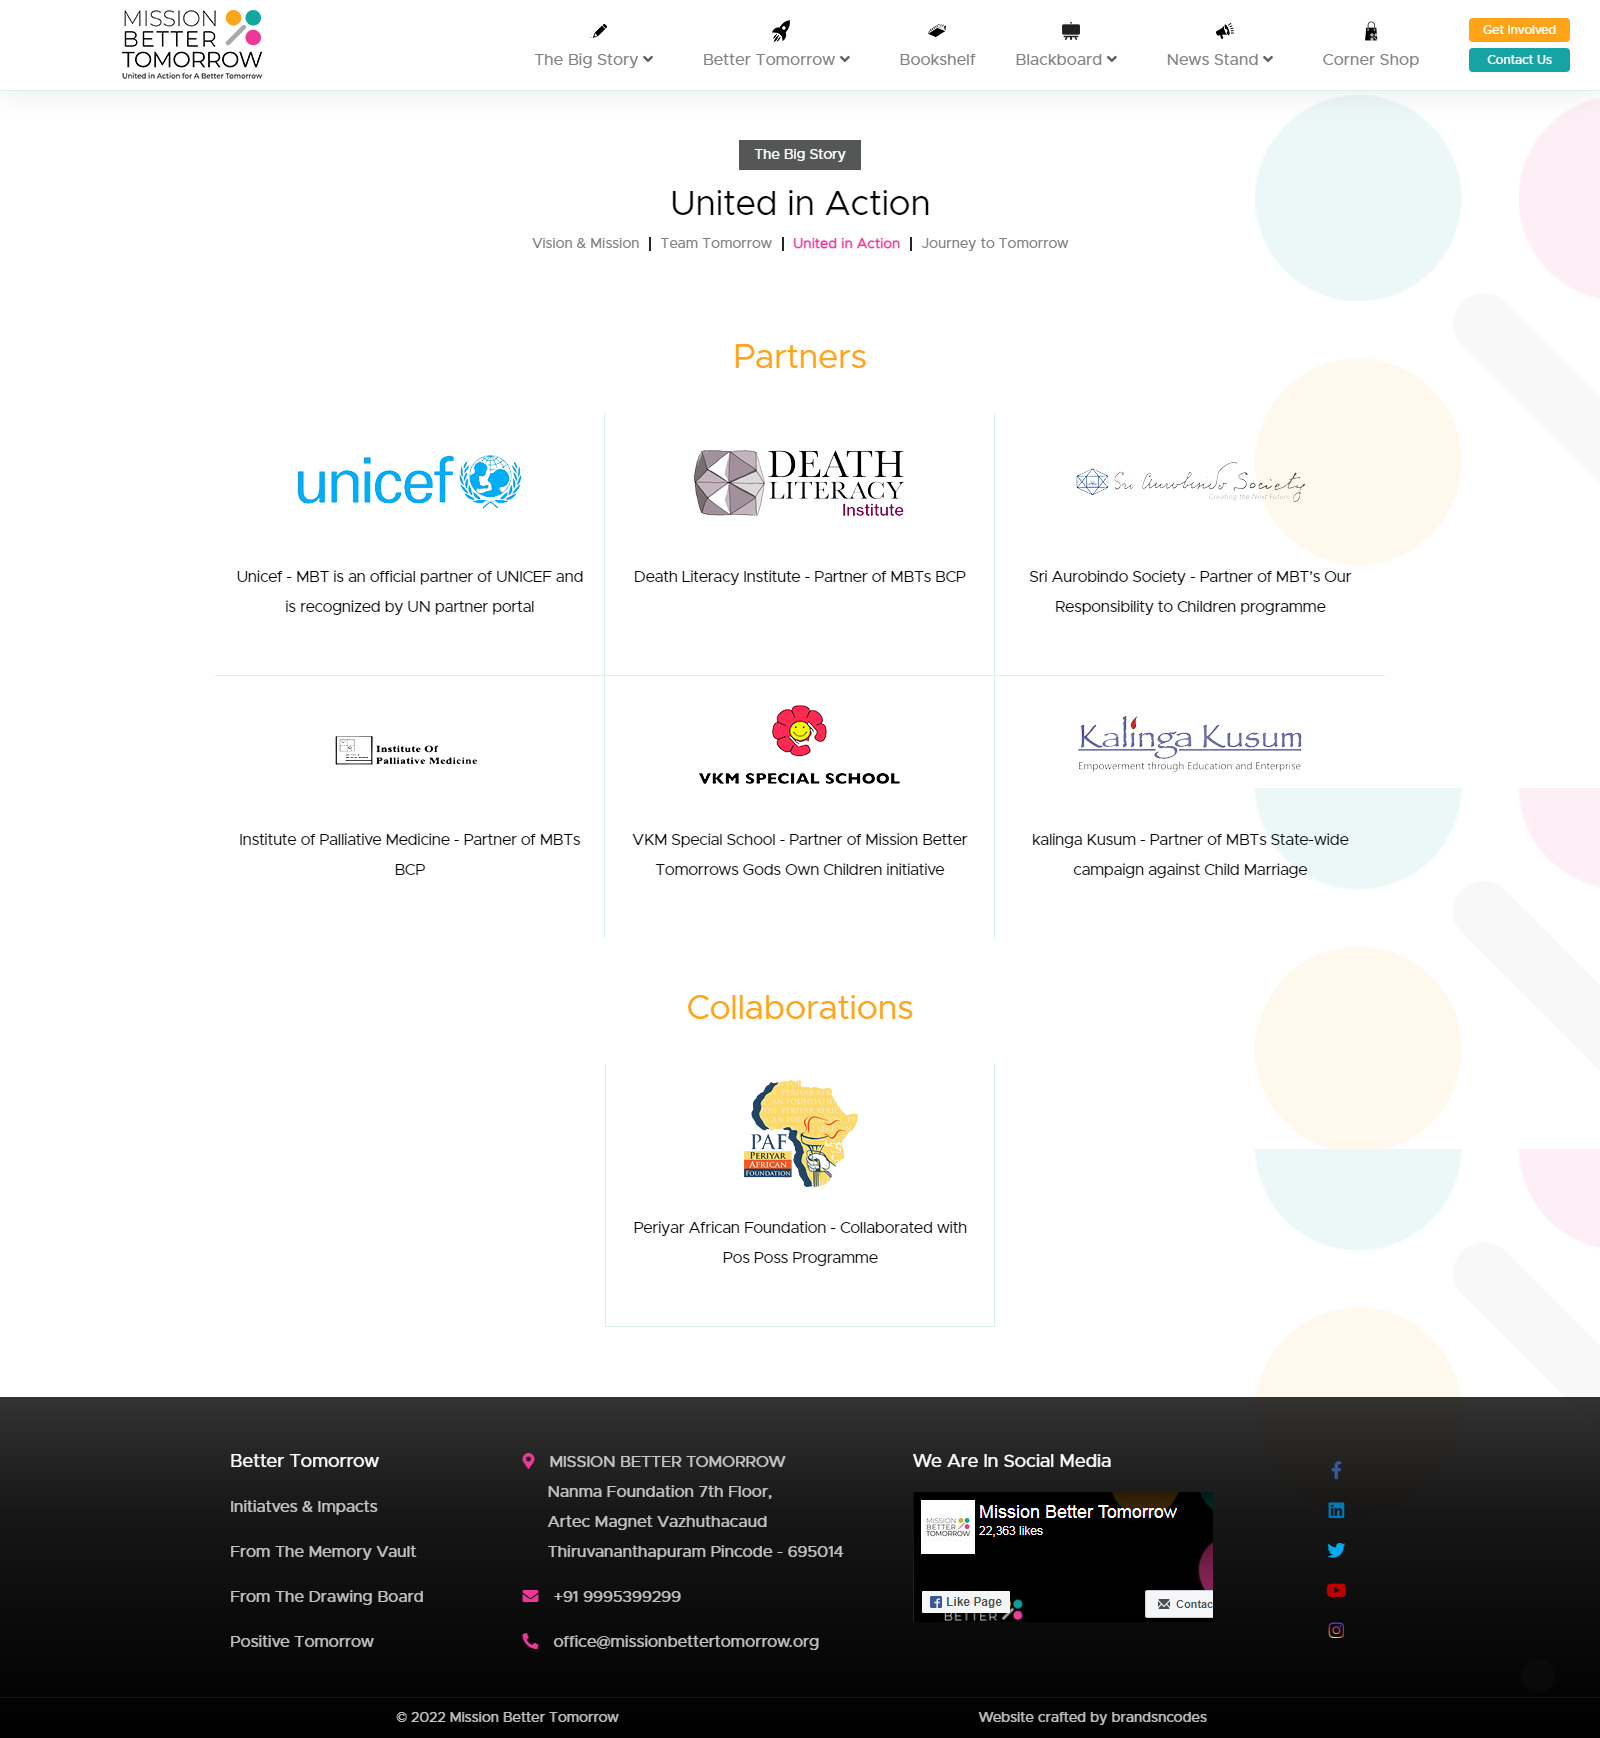 MISSION
BETTER
TOMORROW
United in Action for A Better Tomorrow
The Big Story
Better Tomorrow
Bookshelf
Blackboard
News Stand
Corner Shop
Get Involved
Contact Us
The Big Story
United in Action
Vision & Mission | Team Tomorrow | United in Action | Journey to Tomorrow
Partners
unicef
DEATH
LITERACY
Institute
Sri Aurobindo Society
Creating the Next Future
Unicef - MBT is an official partner of UNICEF and
is recognized by UN partner portal
Death Literacy Institute - Partner of MBTs BCP
Sri Aurobindo Society - Partner of MBT’s Our
Responsibility to Children programme
Institute Of
Palliative Medicine
VKM SPECIAL SCHOOL
Kalinga Kusum
Empowerment through Education and Enterprise
Institute of Palliative Medicine - Partner of MBTs
BCP
VKM Special School - Partner of Mission Better
Tomorrows Gods Own Children initiative
kalinga Kusum - Partner of MBTs State-wide
campaign against Child Marriage
Collaborations
PAF
PERIYAR
AFRICAN
FOUNDATION
Periyar African Foundation - Collaborated with
Pos Poss Programme
Better Tomorrow
Initiatves & Impacts
From The Memory Vault
From The Drawing Board
Positive Tomorrow
MISSION BETTER TOMORROW
Nanma Foundation 7th Floor,
Artec Magnet Vazhuthacaud
Thiruvananthapuram Pincode - 695014
+91 9995399299
office@missionbettertomorrow.org
We Are In Social Media
MISSION
BETTER
TOMORROW
Mission Better Tomorrow
22,363 likes
Like Page
Contac
BETTER
© 2022 Mission Better Tomorrow
Website crafted by brandsncodes